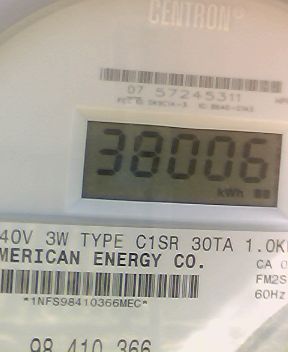 CENTRON®
07 57245311
38006
kWh
40V 3W TYPE C1SR 30TA 1.0K
MERICAN ENERGY CO.
CA 0
*1NFS98410366MEC*
FM2S
60Hz
98 410 366